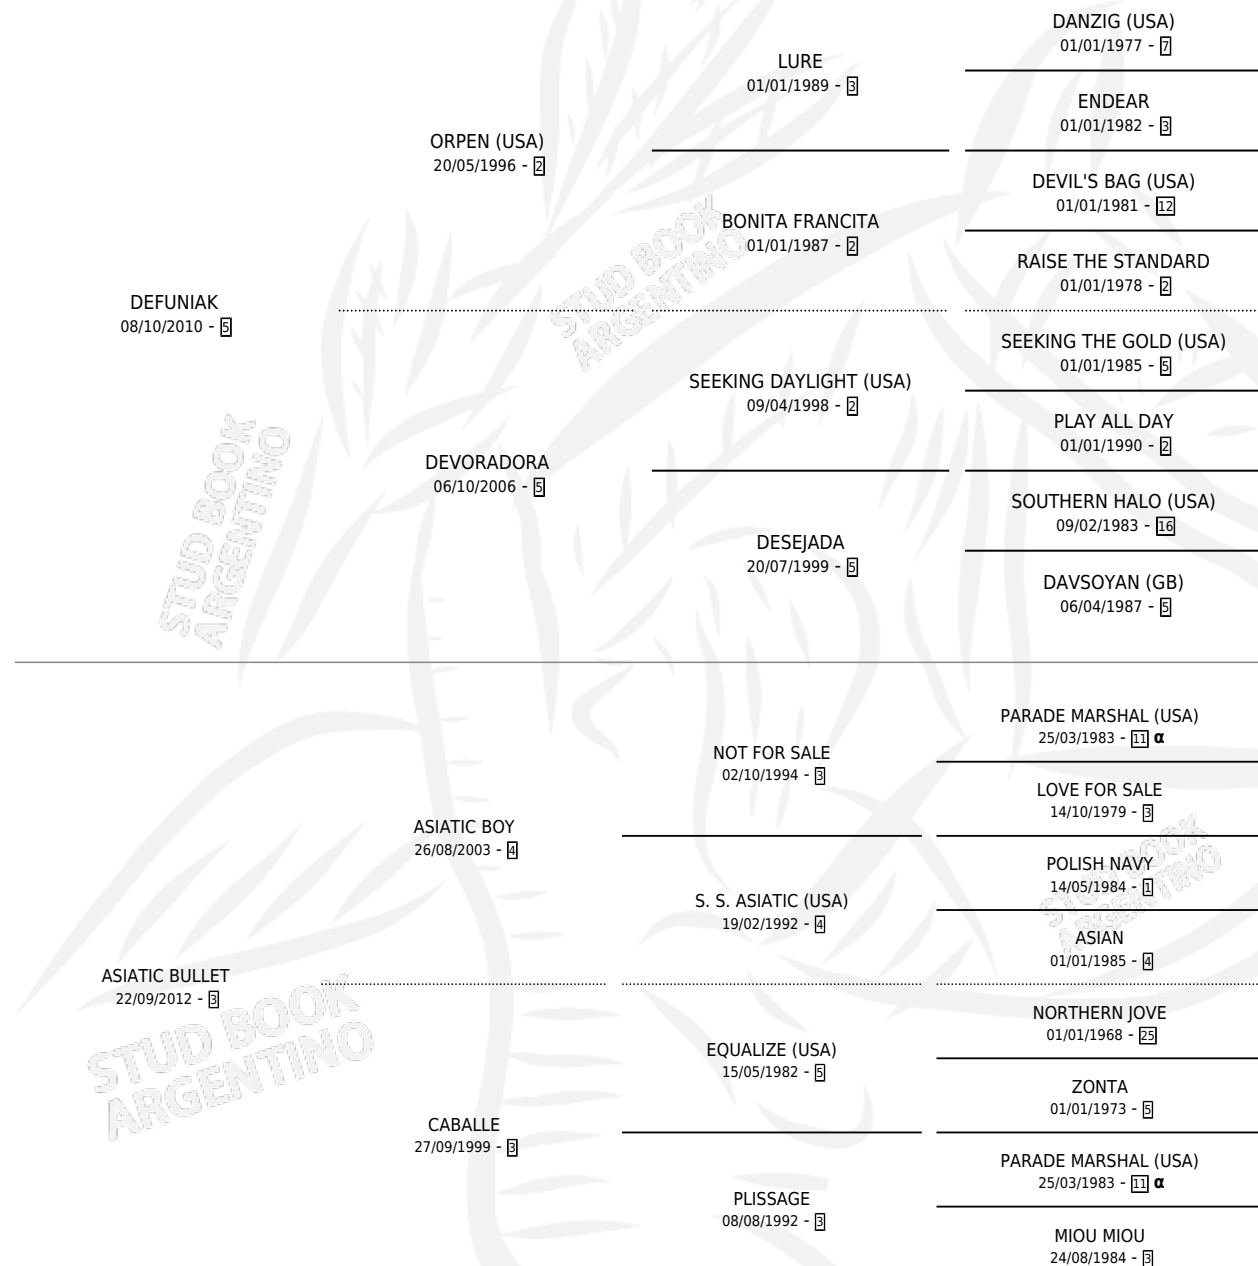 DANZIG (USA)
01/01/1977 - 7
LURE
01/01/1989 - 3
ENDEAR
01/01/1982 - 3
ORPEN (USA)
20/05/1996 - 2
DEVIL'S BAG (USA)
01/01/1981 - 12
BONITA FRANCITA
01/01/1987 - 2
RAISE THE STANDARD
01/01/1978 - 2
DEFUNIAK
08/10/2010 - 5
SEEKING THE GOLD (USA)
01/01/1985 - 5
SEEKING DAYLIGHT (USA)
09/04/1998 - 2
PLAY ALL DAY
01/01/1990 - 2
DEVORADORA
06/10/2006 - 5
SOUTHERN HALO (USA)
09/02/1983 - 16
DESEJADA
20/07/1999 - 5
DAVSOYAN (GB)
06/04/1987 - 5
STUD BOOK
ARGENTINO
STUD BOOK
ARGENTINO
PARADE MARSHAL (USA)
25/03/1983 - 11 α
NOT FOR SALE
02/10/1994 - 3
LOVE FOR SALE
14/10/1979 - 3
ASIATIC BOY
26/08/2003 - 4
POLISH NAVY
14/05/1984 - 1
S. S. ASIATIC (USA)
19/02/1992 - 4
ASIAN
01/01/1985 - 4
ASIATIC BULLET
22/09/2012 - 3
NORTHERN JOVE
01/01/1968 - 25
EQUALIZE (USA)
15/05/1982 - 5
ZONTA
01/01/1973 - 5
CABALLE
27/09/1999 - 3
PARADE MARSHAL (USA)
25/03/1983 - 11 α
PLISSAGE
08/08/1992 - 3
MIOU MIOU
24/08/1984 - 3
STUD BOOK
ARGENTINO
STUD BOOK
ARGENTINO